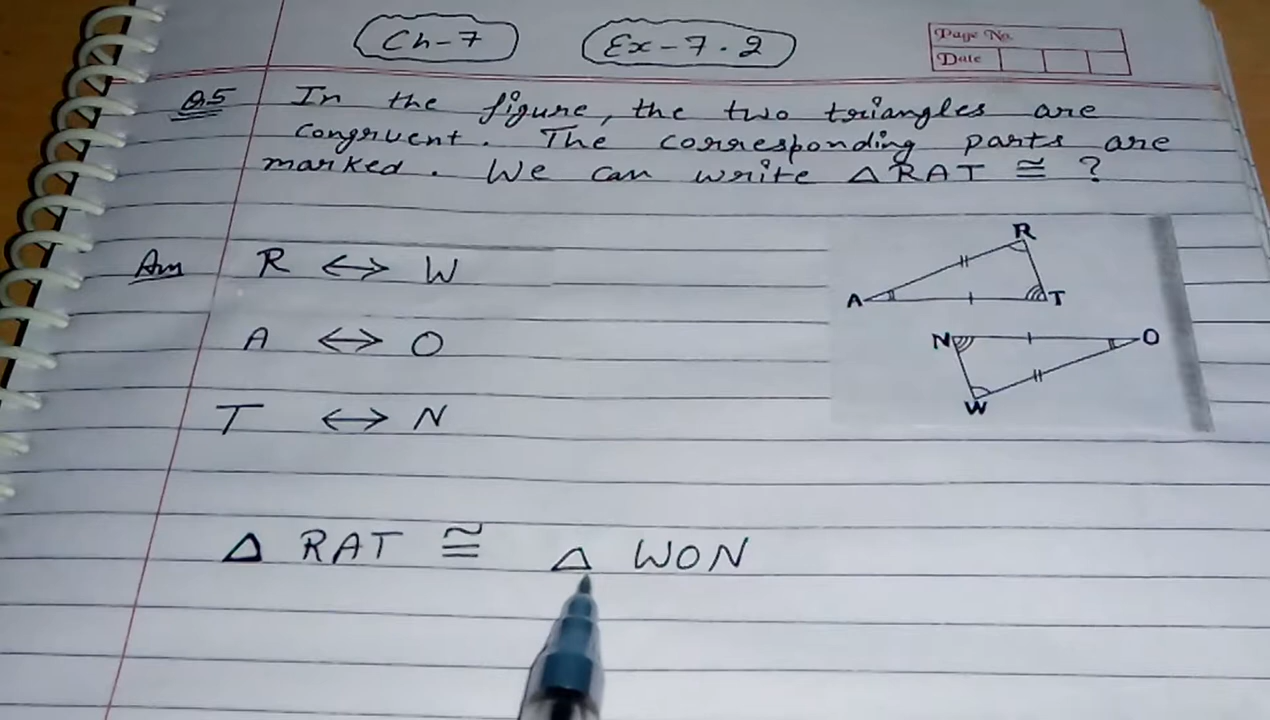 Ch-7
Ex-7.2
Page No.
Date
Q.5 In the figure, the two triangles are
congruent. The corresponding parts are
marked. We can write △RAT ≅ ?
Ans R ↔ W
A ↔ O
T ↔ N
R
A
T
N
O
W
△ RAT ≅ △ WON